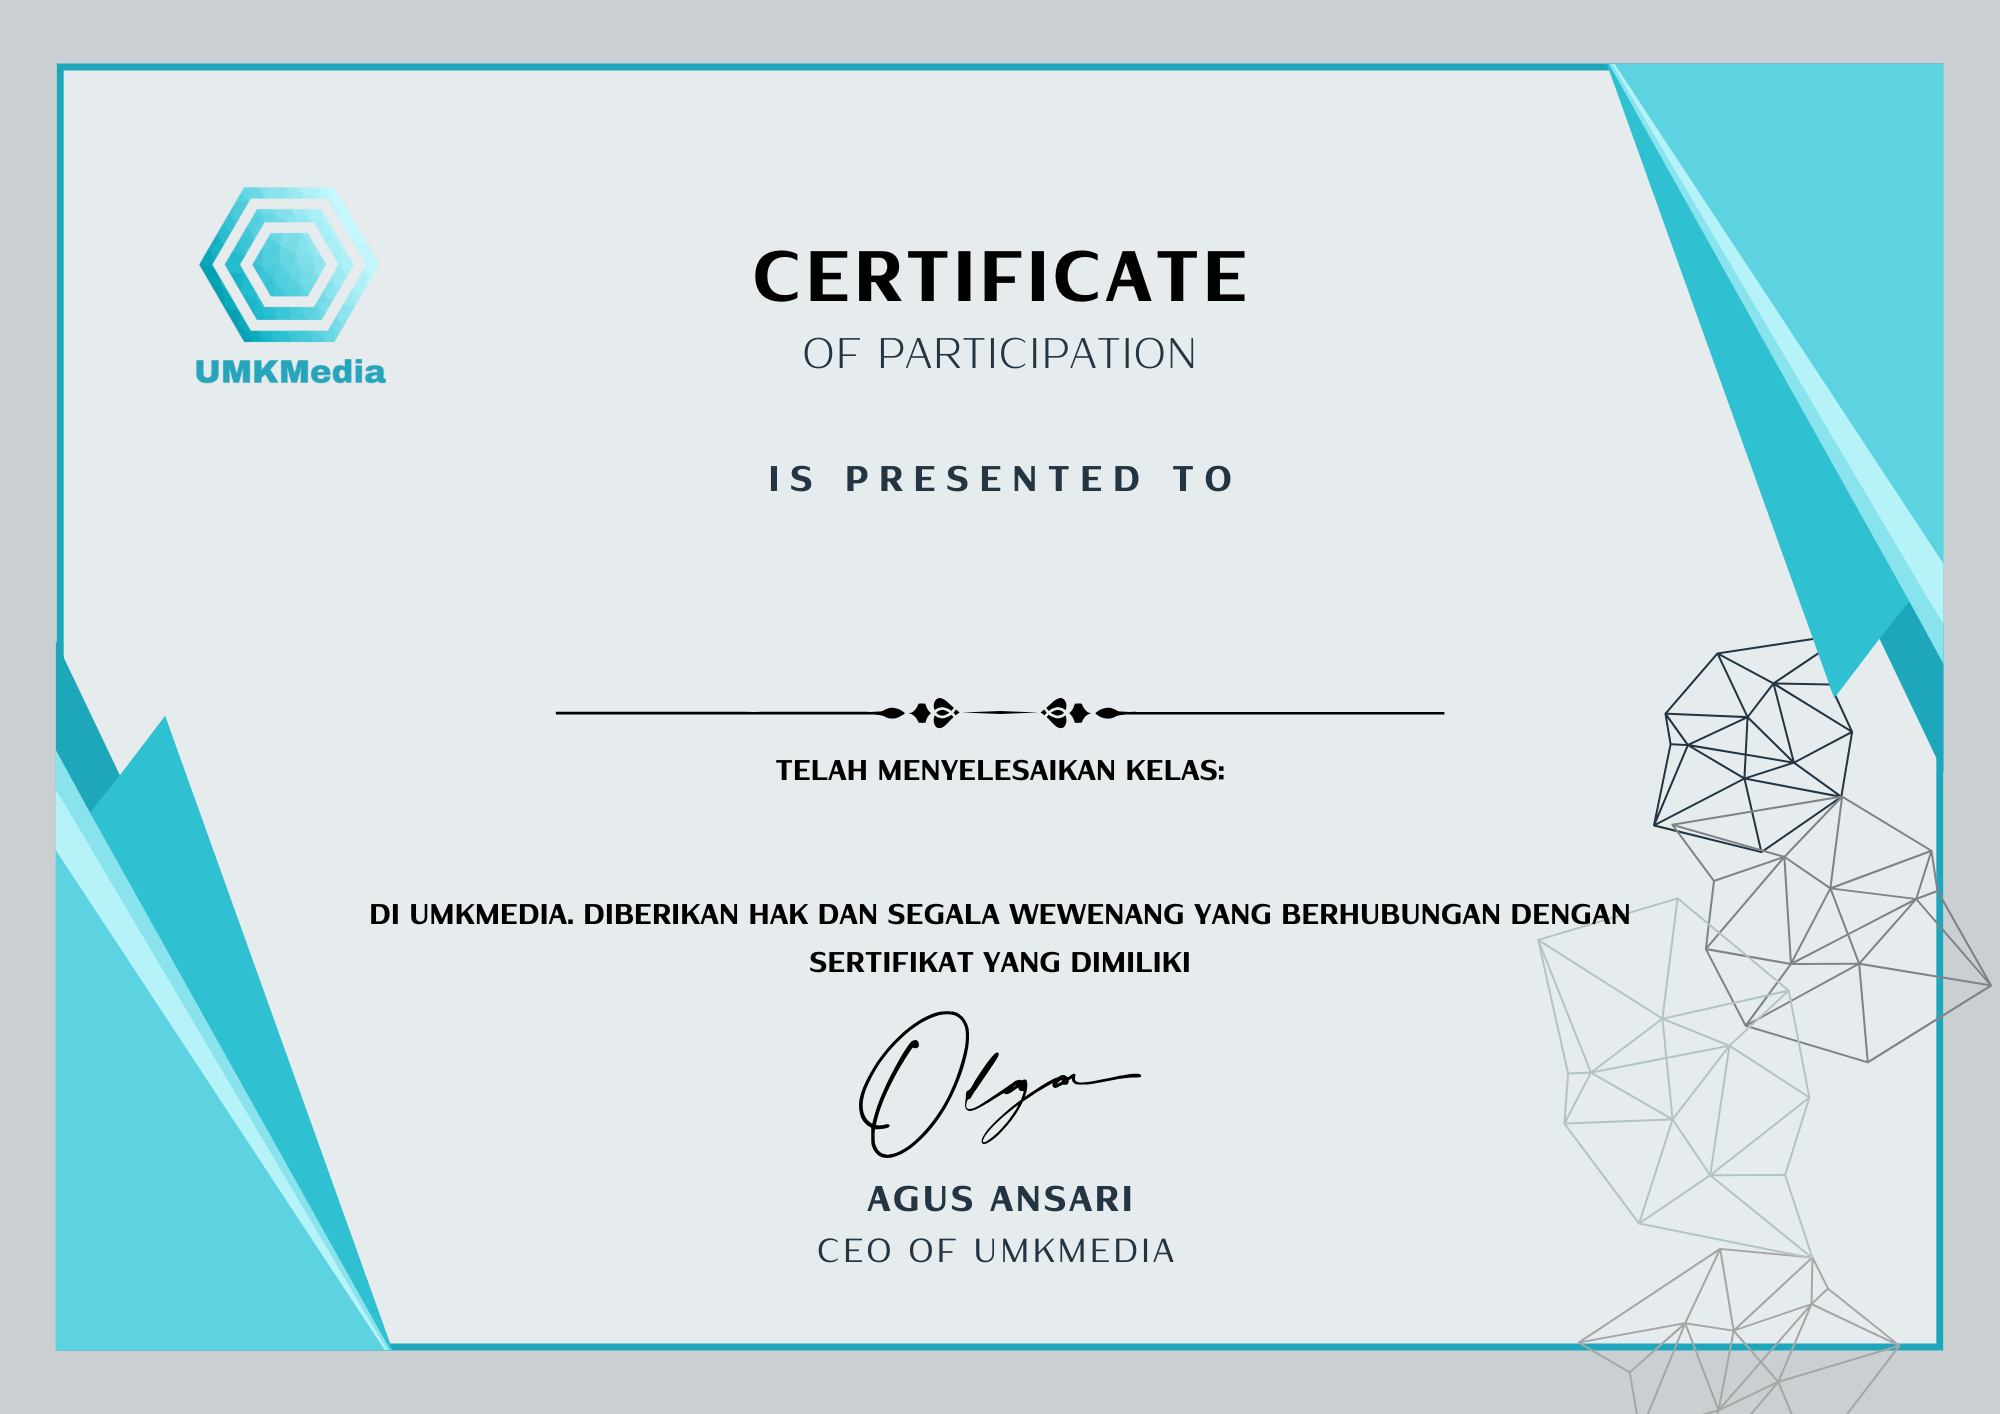 UMKMedia
CERTIFICATE
OF PARTICIPATION
IS PRESENTED TO
TELAH MENYELESAIKAN KELAS:
DI UMKMEDIA. DIBERIKAN HAK DAN SEGALA WEWENANG YANG BERHUBUNGAN DENGAN
SERTIFIKAT YANG DIMILIKI
Olga
AGUS ANSARI
CEO OF UMKMEDIA